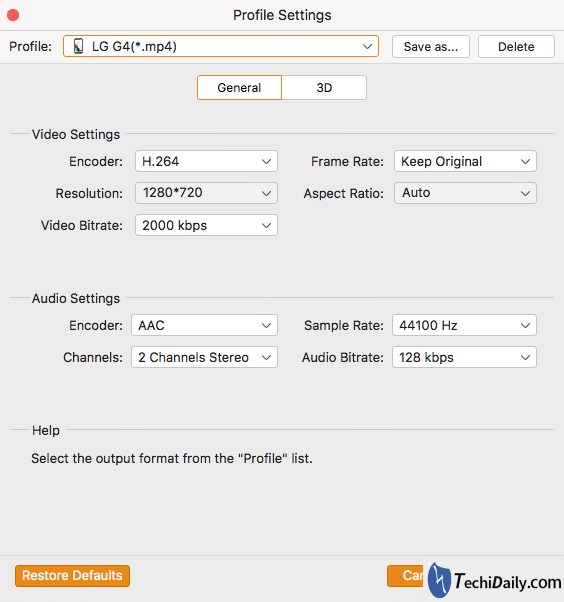 Profile Settings
Profile: LG G4(*.mp4) Save as... Delete
General 3D
Video Settings
Encoder: H.264 Frame Rate: Keep Original
Resolution: 1280*720 Aspect Ratio: Auto
Video Bitrate: 2000 kbps
Audio Settings
Encoder: AAC Sample Rate: 44100 Hz
Channels: 2 Channels Stereo Audio Bitrate: 128 kbps
Help
Select the output format from the "Profile" list.
Restore Defaults TechiDaily.com